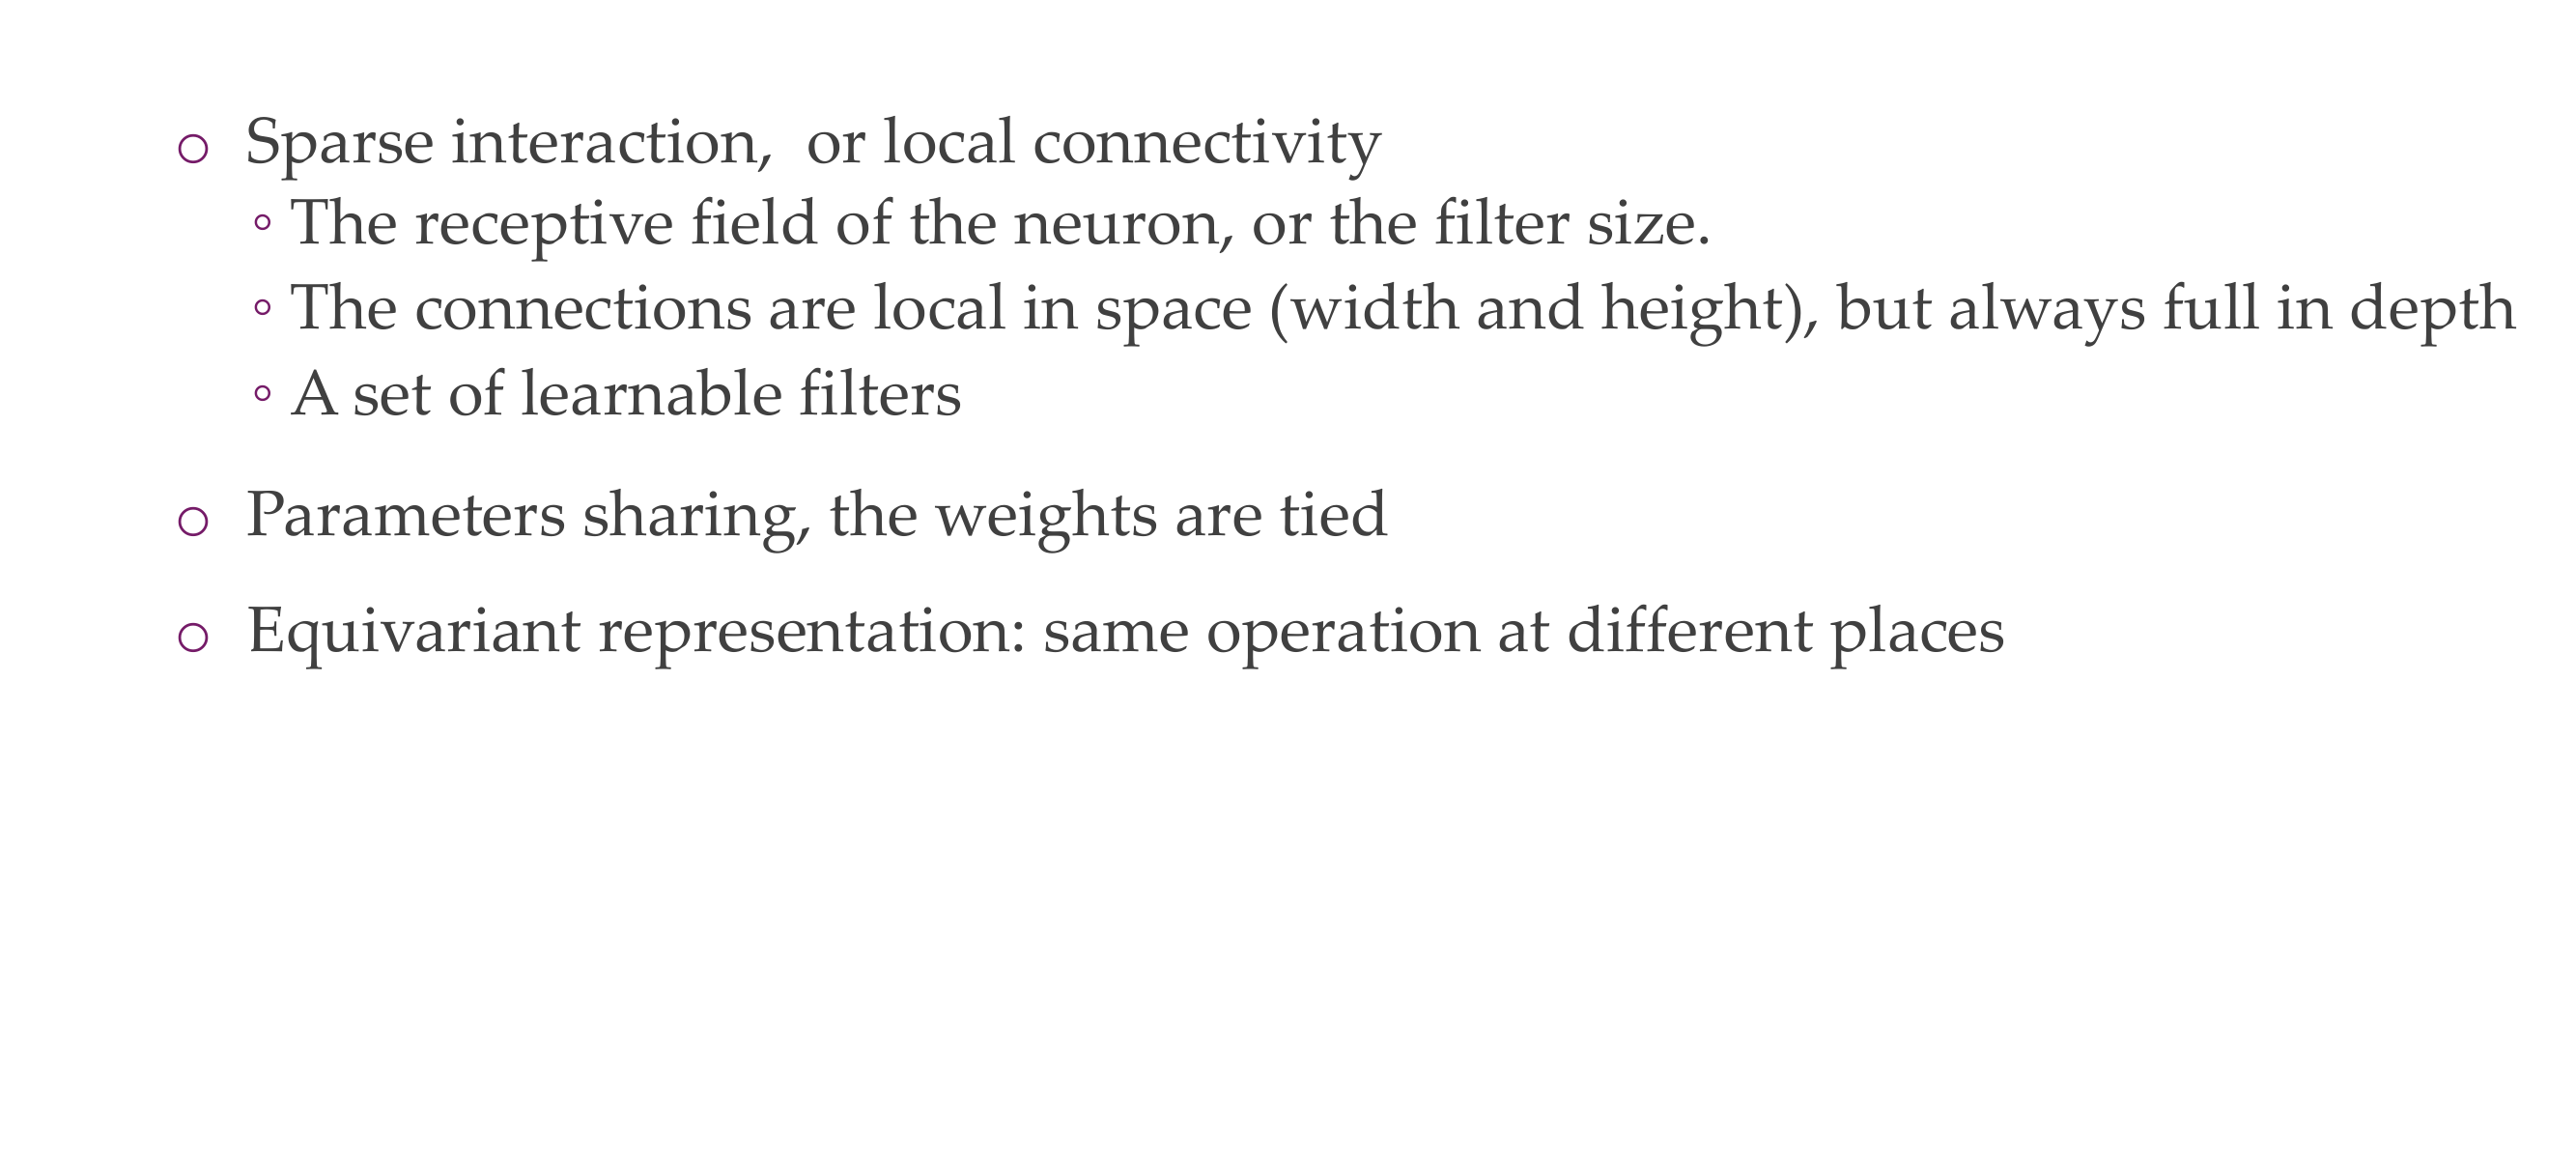 Sparse interaction,  or local connectivity
The receptive field of the neuron, or the filter size.
The connections are local in space (width and height), but always full in depth
A set of learnable filters
Parameters sharing, the weights are tied
Equivariant representation: same operation at different places